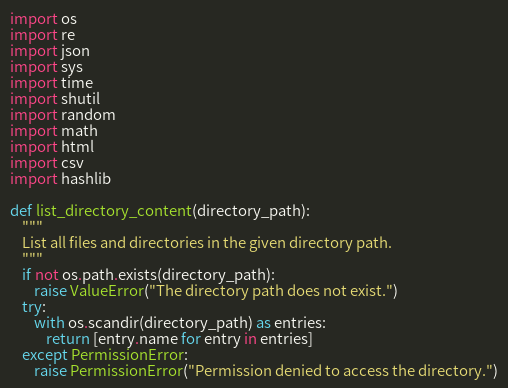 import os
import re
import json
import sys
import time
import shutil
import random
import math
import html
import csv
import hashlib

def list_directory_content(directory_path):
    """
    List all files and directories in the given directory path.
    """
    if not os.path.exists(directory_path):
        raise ValueError("The directory path does not exist.")
    try:
        with os.scandir(directory_path) as entries:
            return [entry.name for entry in entries]
    except PermissionError:
        raise PermissionError("Permission denied to access the directory.")